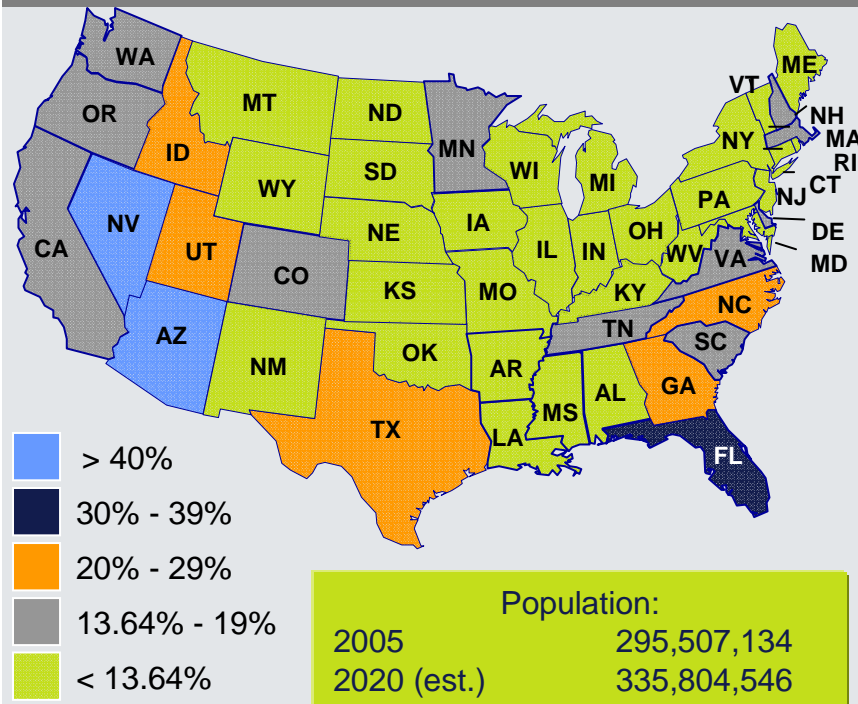 WA
MT
ND
MN
OR
ID
SD
WI
MI
NY
VT
ME
NH
MA
RI
CT
NJ
PA
WY
IA
NE
NV
UT
CA
CO
IL
IN
OH
WV
VA
DE
MD
KS
MO
KY
NC
TN
SC
AZ
NM
OK
AR
GA
MS
AL
TX
LA
FL
> 40%
30% - 39%
20% - 29%
13.64% - 19%
< 13.64%
Population:
2005 295,507,134
2020 (est.) 335,804,546